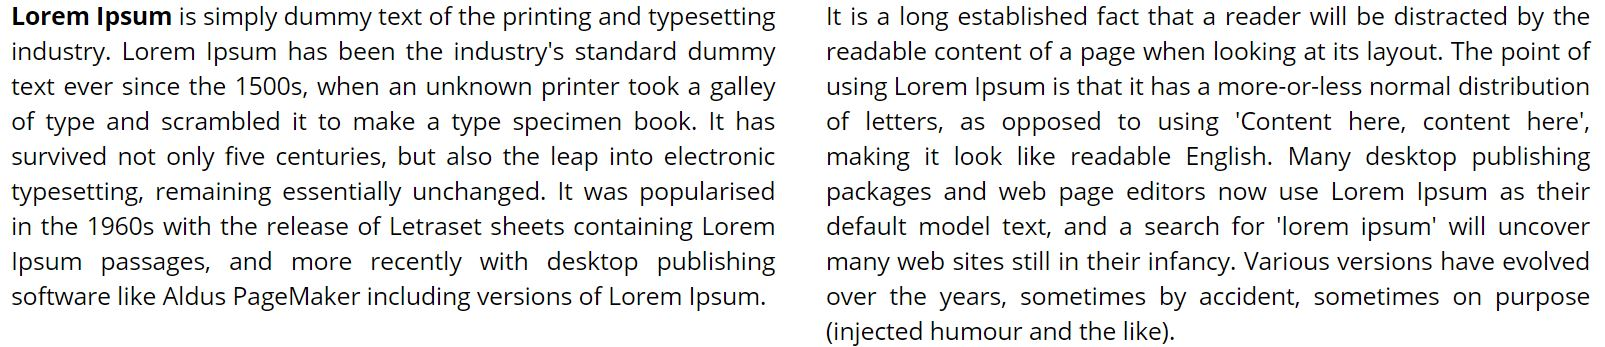 Lorem Ipsum is simply dummy text of the printing and typesetting
industry. Lorem Ipsum has been the industry's standard dummy
text ever since the 1500s, when an unknown printer took a galley
of type and scrambled it to make a type specimen book. It has
survived not only five centuries, but also the leap into electronic
typesetting, remaining essentially unchanged. It was popularised
in the 1960s with the release of Letraset sheets containing Lorem
Ipsum passages, and more recently with desktop publishing
software like Aldus PageMaker including versions of Lorem Ipsum.
It is a long established fact that a reader will be distracted by the
readable content of a page when looking at its layout. The point of
using Lorem Ipsum is that it has a more-or-less normal distribution
of letters, as opposed to using 'Content here, content here',
making it look like readable English. Many desktop publishing
packages and web page editors now use Lorem Ipsum as their
default model text, and a search for 'lorem ipsum' will uncover
many web sites still in their infancy. Various versions have evolved
over the years, sometimes by accident, sometimes on purpose
(injected humour and the like).